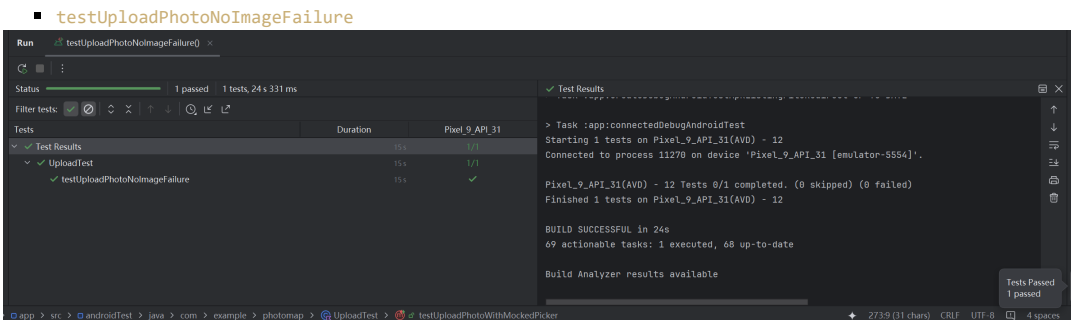 testUploadPhotoNoImageFailure
Run testUploadPhotoNoImageFailure() ×
Status 1 passed 1 tests, 24 s 331 ms
Filter tests:
Tests Duration Pixel_9_API_31
Test Results 15 s 1/1
UploadTest 15 s 1/1
testUploadPhotoNoImageFailure 15 s
Test Results
> Task :app:connectedDebugAndroidTest
Starting 1 tests on Pixel_9_API_31(AVD) - 12
Connected to process 11270 on device 'Pixel_9_API_31 [emulator-5554]'.
Pixel_9_API_31(AVD) - 12 Tests 0/1 completed. (0 skipped) (0 failed)
Finished 1 tests on Pixel_9_API_31(AVD) - 12
BUILD SUCCESSFUL in 24s
69 actionable tasks: 1 executed, 68 up-to-date
Build Analyzer results available
Tests Passed
1 passed
app > src > androidTest > java > com > example > photomap > UploadTest > testUploadPhotoWithMockedPicker
273:9 (31 chars) CRLF UTF-8 4 spaces